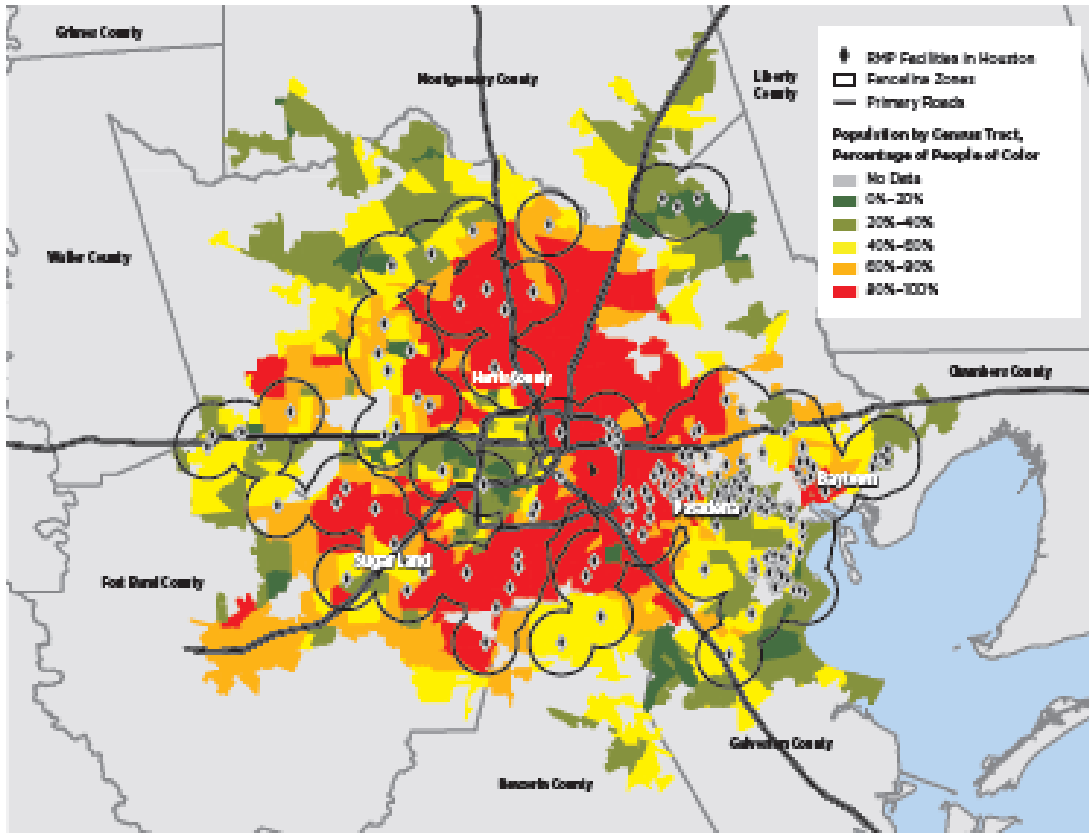 Grimes County
Montgomery County
Liberty
County
RMP Facilities in Houston
Fenceline Zones
Primary Roads
Population by Census Tract,
Percentage of People of Color
No Data
0%–20%
20%–40%
40%–60%
60%–80%
80%–100%
Waller County
Harris County
Chambers County
Baytown
Pasadena
Sugar Land
Fort Bend County
Galveston County
Brazoria County